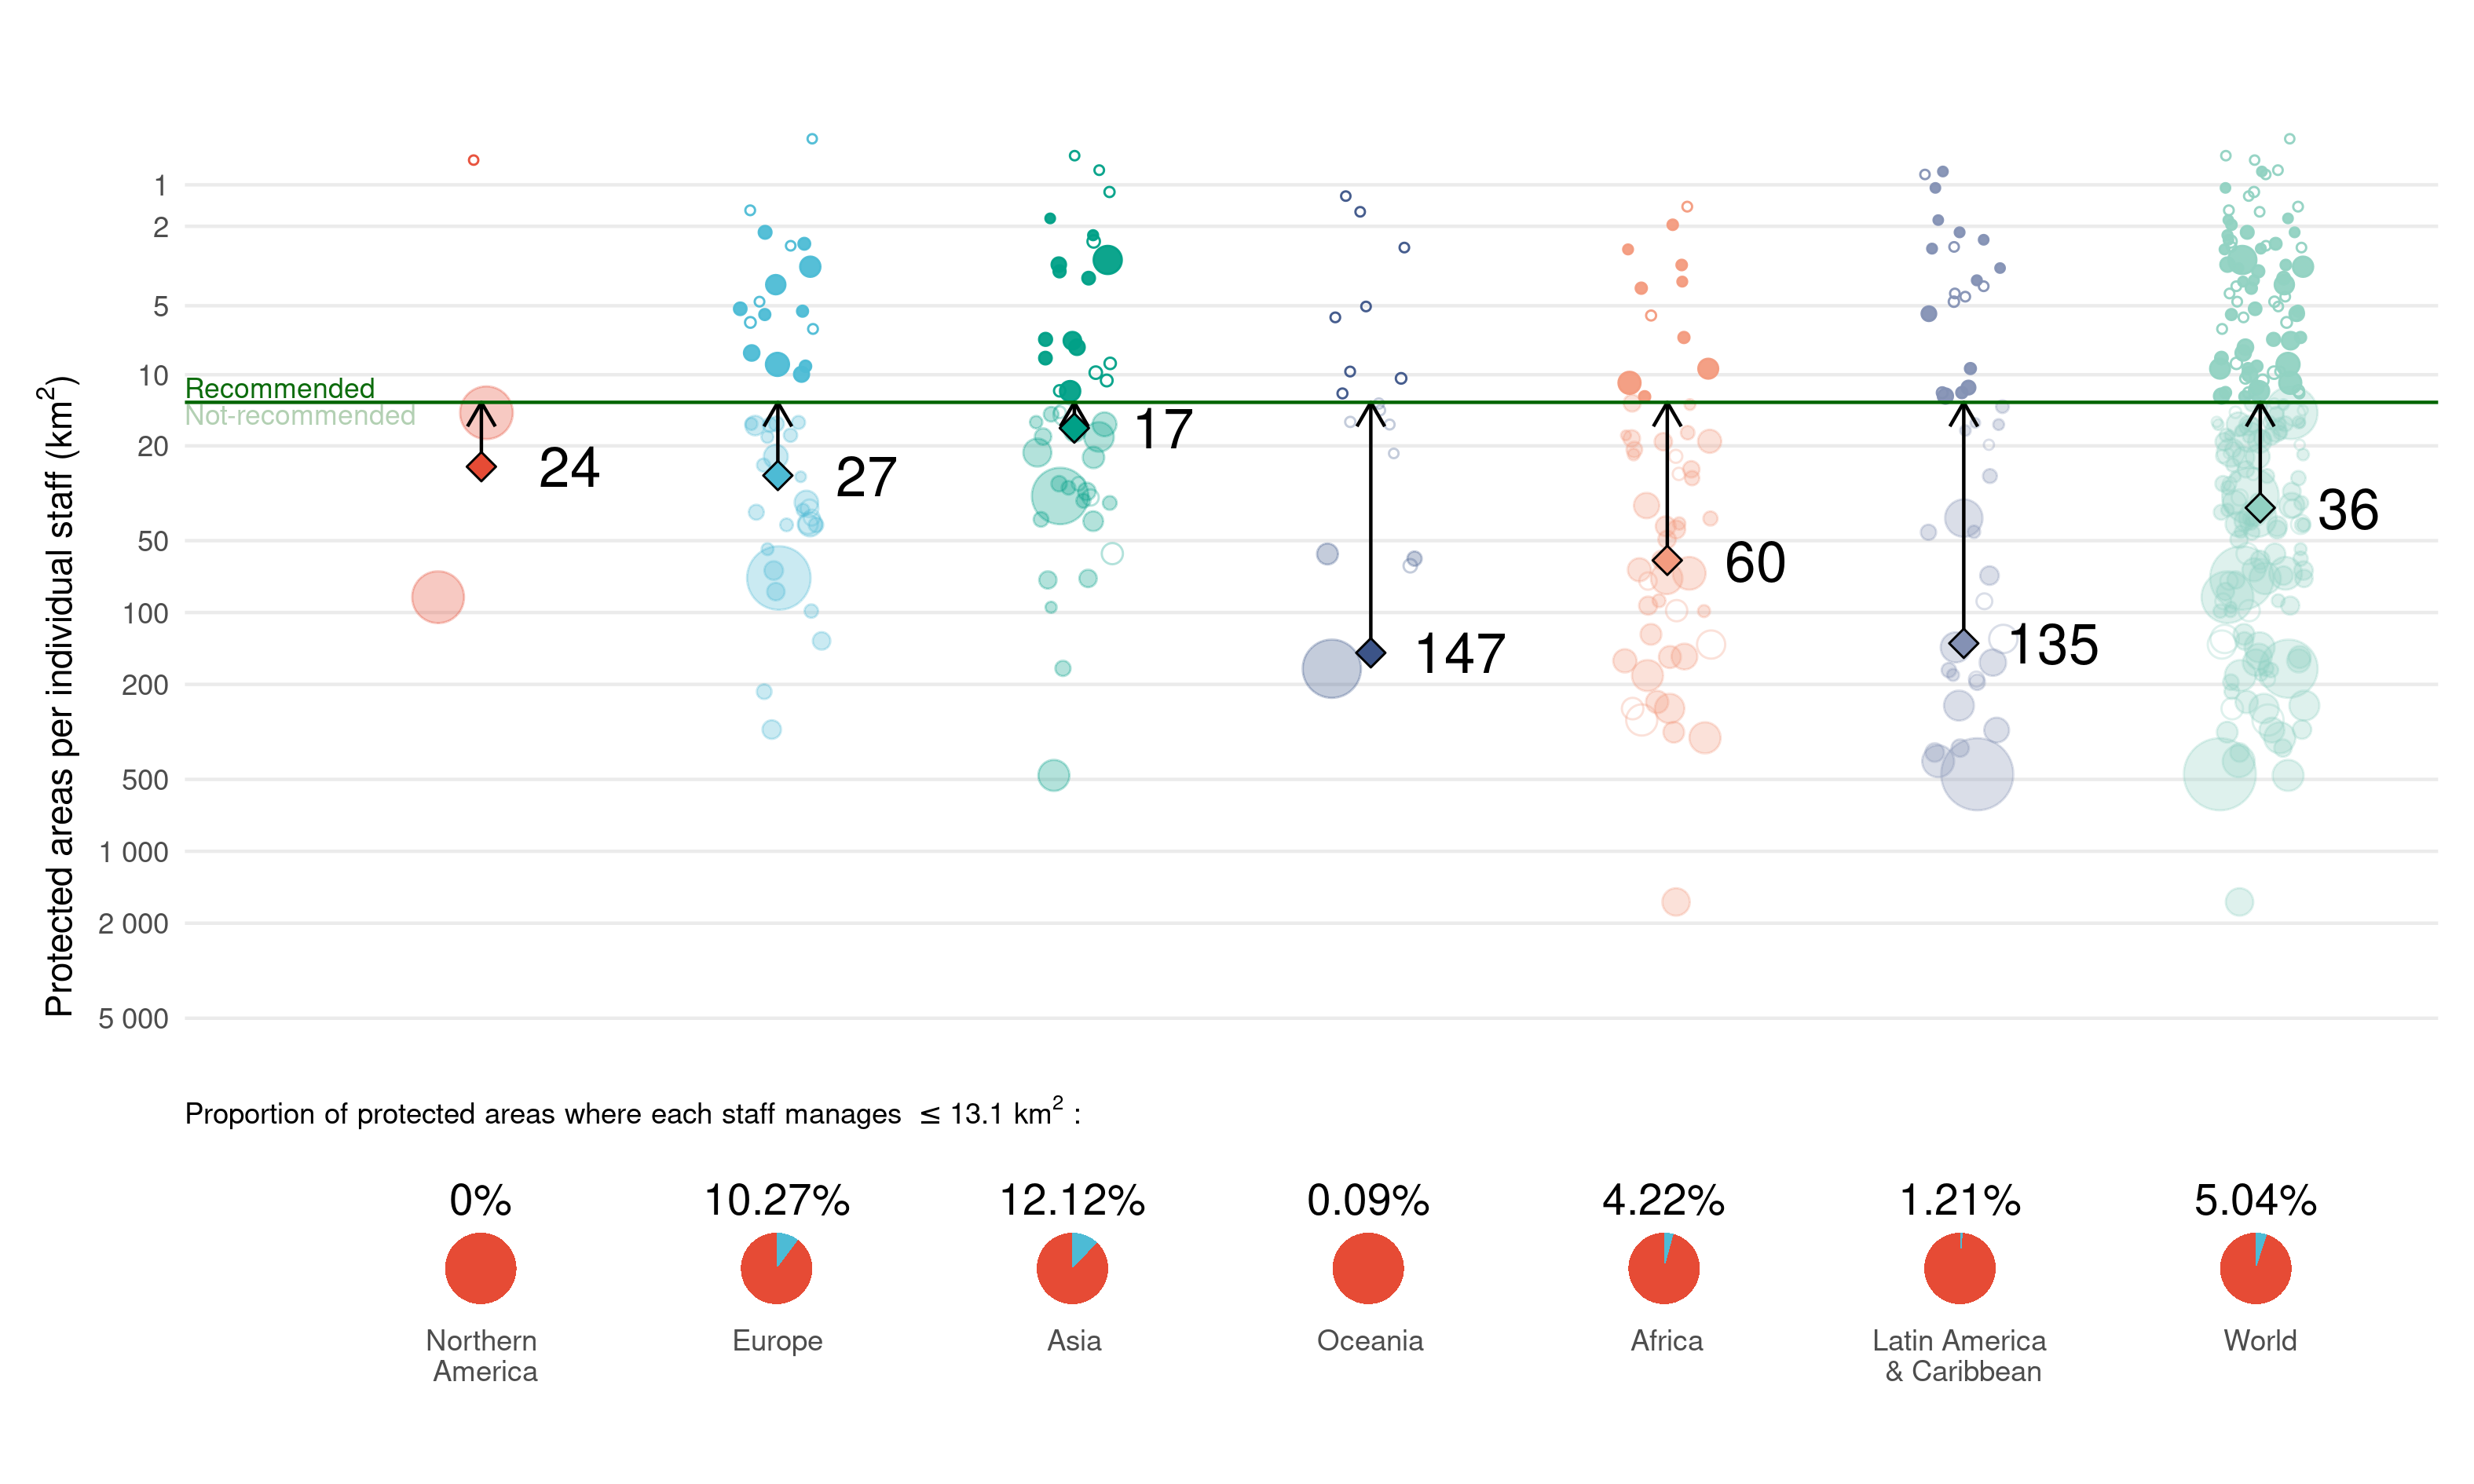 1
2
5
10
Recommended
Not-recommended
20
50
100
200
500
1 000
2 000
5 000
Protected areas per individual staff (km²)
24
27
17
147
60
135
36
Proportion of protected areas where each staff manages ≤ 13.1 km² :
0%
10.27%
12.12%
0.09%
4.22%
1.21%
5.04%
Northern
America
Europe
Asia
Oceania
Africa
Latin America
& Caribbean
World